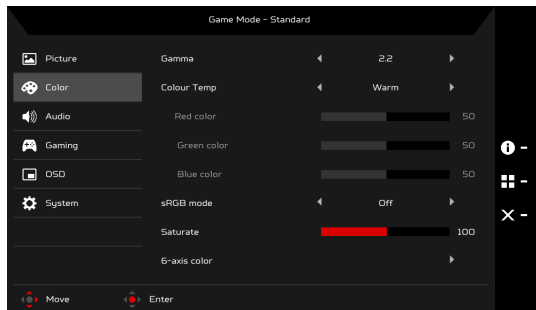 Game Mode - Standard
Picture
Color
Audio
Gaming
OSD
System
Gamma 2.2
Colour Temp Warm
Red color 50
Green color 50
Blue color 50
sRGB mode Off
Saturate 100
6-axis color
Move Enter